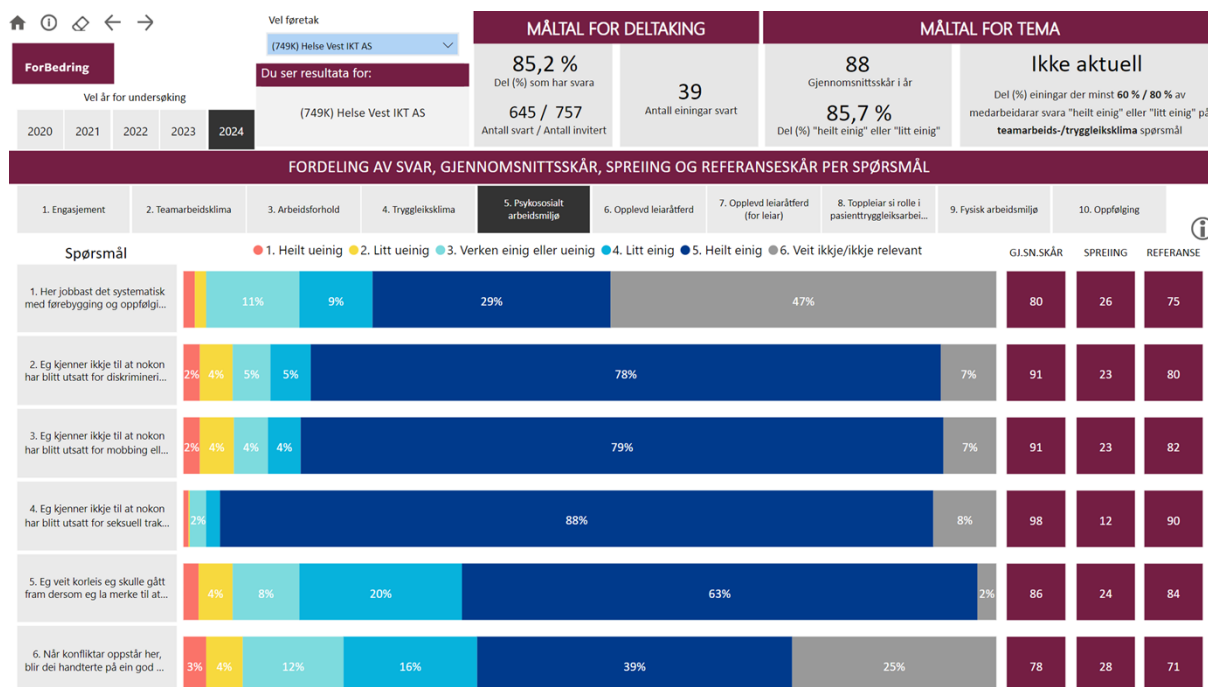 Vel føretak
(749K) Helse Vest IKT AS
ForBedring
Vel år for undersøking
2020 2021 2022 2023 2024
Du ser resultata for:
(749K) Helse Vest IKT AS
MÅLTAL FOR DELTAKING
85,2 %
Del (%) som har svara
645 / 757
Antall svart / Antall invitert
39
Antall einingar svart
MÅLTAL FOR TEMA
88
Gjennomsnittsskår i år
85,7 %
Del (%) "heilt einig" eller "litt einig"
Ikke aktuell
Del (%) einingar der minst 60 % / 80 % av
medarbeidarar svara "heilt einig" eller "litt einig" på
teamarbeids-/tryggleiksklima spørsmål
FORDELING AV SVAR, GJENNOMSNITTSSKÅR, SPREIING OG REFERANSESKÅR PER SPØRSMÅL
1. Engasjement
2. Teamarbeidsklima
3. Arbeidsforhold
4. Tryggleiksklima
5. Psykososialt
arbeidsmiljø
6. Opplevd leiaråtferd
7. Opplevd leiaråtferd
(for leiar)
8. Toppleiar si rolle i
pasienttryggleiksarbei...
9. Fysisk arbeidsmiljø
10. Oppfølging
Spørsmål
1. Heilt ueinig 2. Litt ueinig 3. Verken einig eller ueinig 4. Litt einig 5. Heilt einig 6. Veit ikkje/ikkje relevant
GJ.SN.SKÅR SPREIING REFERANSE
1. Her jobbast det systematisk
med førebygging og oppfølgi...
11% 9% 29% 47% 80 26 75
2. Eg kjenner ikkje til at nokon
har blitt utsatt for diskrimineri...
2% 4% 5% 5% 78% 7% 91 23 80
3. Eg kjenner ikkje til at nokon
har blitt utsatt for mobbing ell...
2% 4% 4% 4% 79% 7% 91 23 82
4. Eg kjenner ikkje til at nokon
har blitt utsatt for seksuell trak...
2% 88% 8% 98 12 90
5. Eg veit korleis eg skulle gått
fram dersom eg la merke til at...
4% 8% 20% 63% 2% 86 24 84
6. Når konfliktar oppstår her,
blir dei handterte på ein god ...
3% 4% 12% 16% 39% 25% 78 28 71